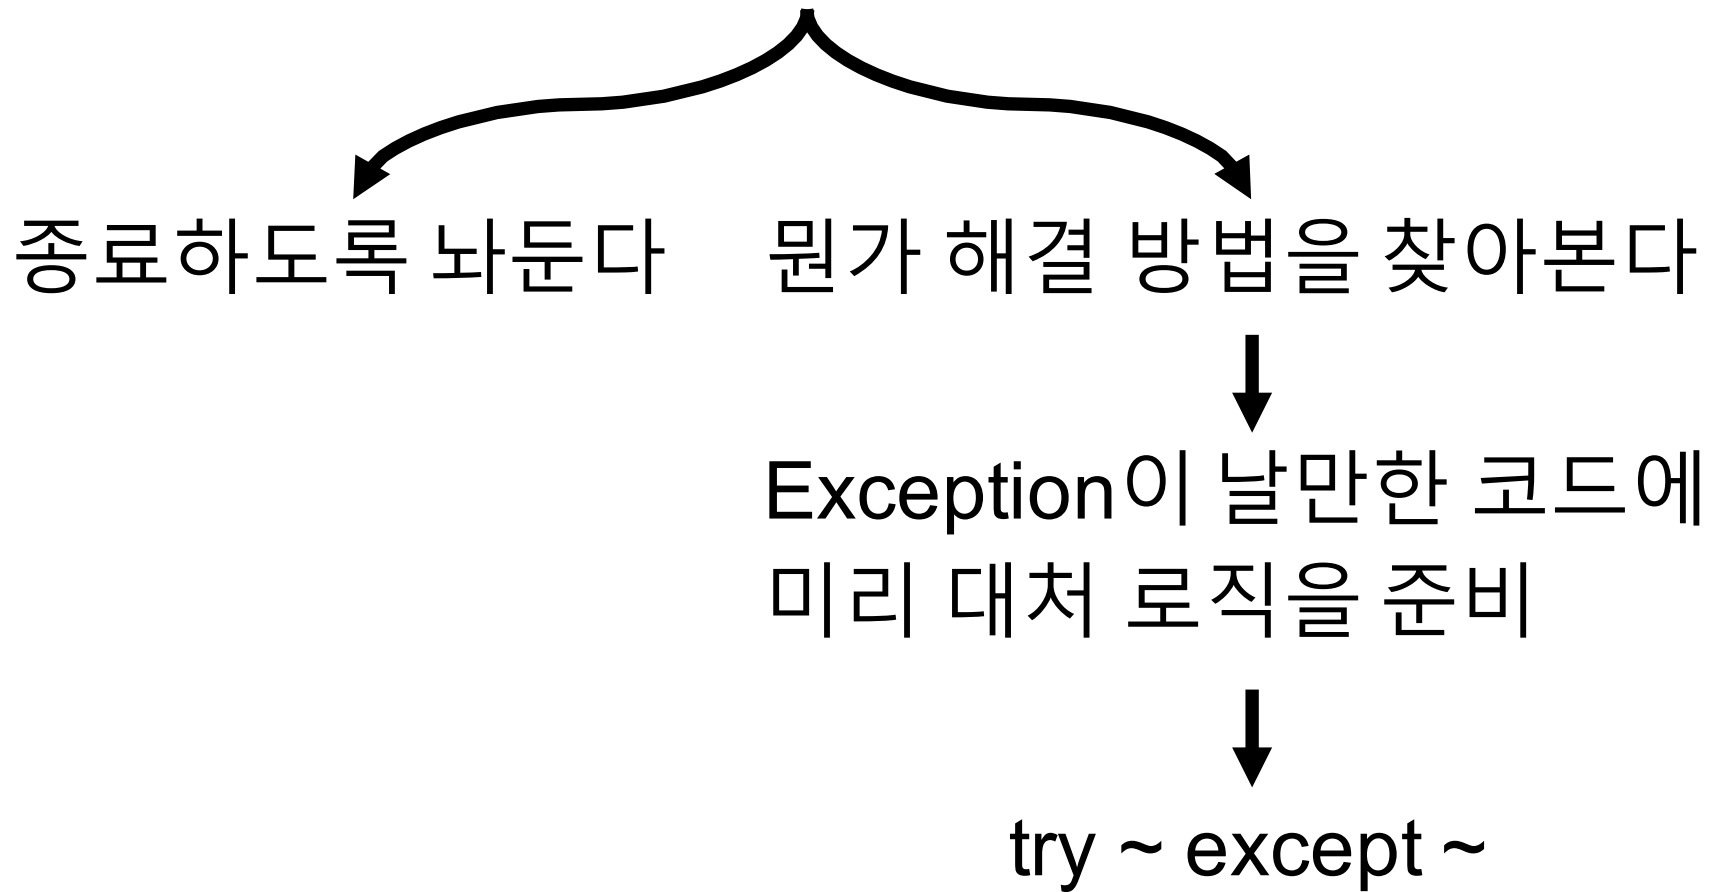 종료하도록 놔둔다
뭔가 해결 방법을 찾아본다
Exception이 날만한 코드에
미리 대처 로직을 준비
try ~ except ~